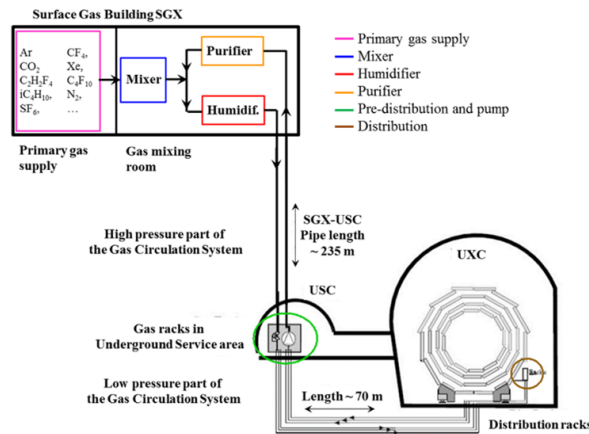 Surface Gas Building SGX
Ar CF4,
CO2 Xe,
C2H2F4 C4F10
iC4H10, N2,
SF6, ...
Mixer
Purifier
Humidif.
Primary gas
supply
Gas mixing
room
Primary gas supply
Mixer
Humidifier
Purifier
Pre-distribution and pump
Distribution
High pressure part of
the Gas Circulation System
SGX-USC
Pipe length
~ 235 m
USC
UXC
Gas racks in
Underground Service area
Low pressure part of
the Gas Circulation System
Length ~ 70 m
Distribution racks